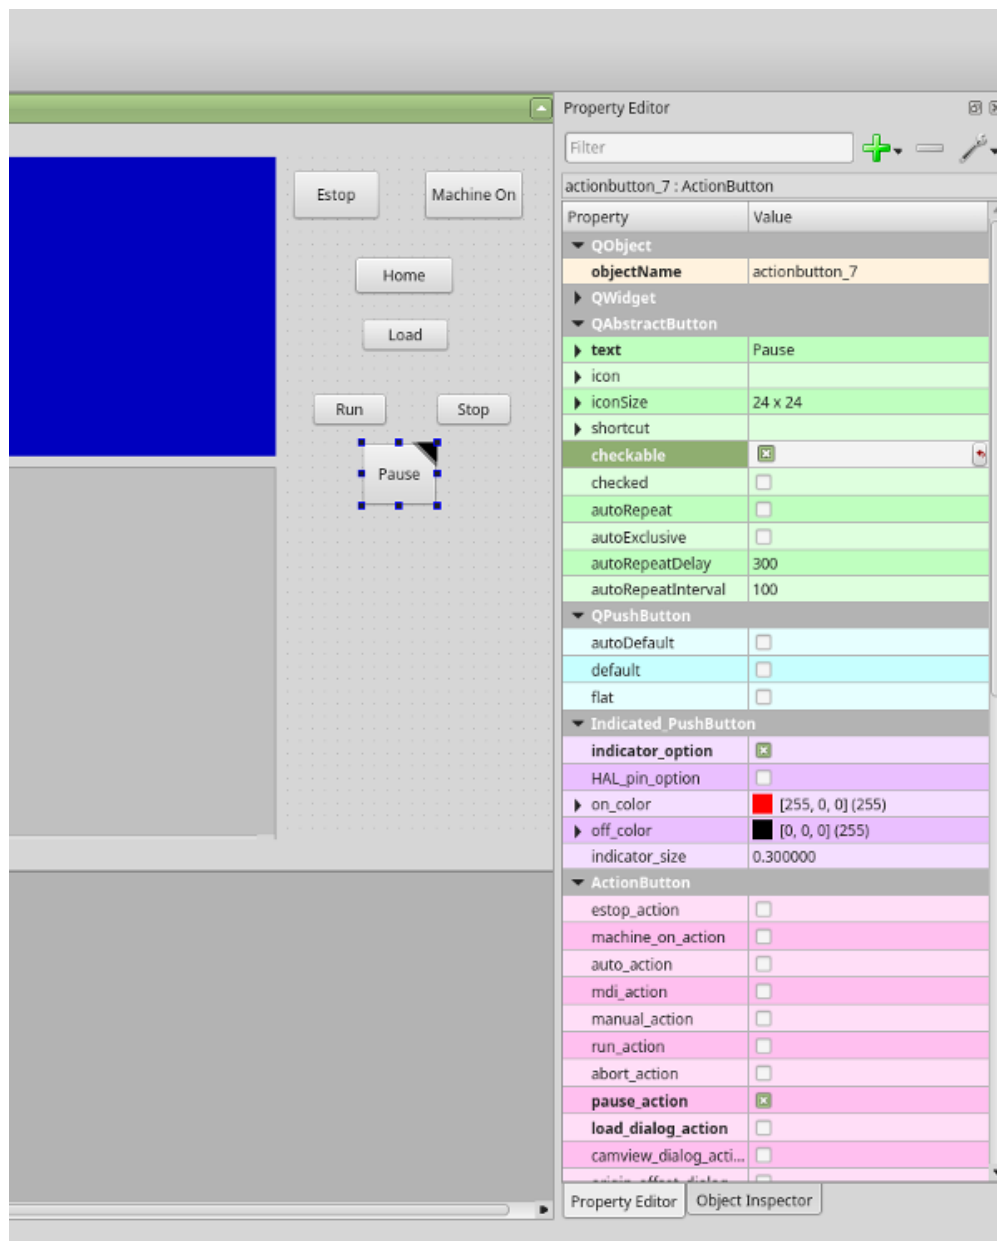 Property Editor
Filter
actionbutton_7 : ActionButton
Property Value
QObject
objectName actionbutton_7
QWidget
QAbstractButton
text Pause
icon
iconSize 24 x 24
shortcut
checkable
checked
autoRepeat
autoExclusive
autoRepeatDelay 300
autoRepeatInterval 100
QPushButton
autoDefault
default
flat
Indicated_PushButton
indicator_option
HAL_pin_option
on_color [255, 0, 0] (255)
off_color [0, 0, 0] (255)
indicator_size 0.300000
ActionButton
estop_action
machine_on_action
auto_action
mdi_action
manual_action
run_action
abort_action
pause_action
load_dialog_action
camview_dialog_acti...
Property Editor Object Inspector
Estop Machine On
Home
Load
Run Stop
Pause